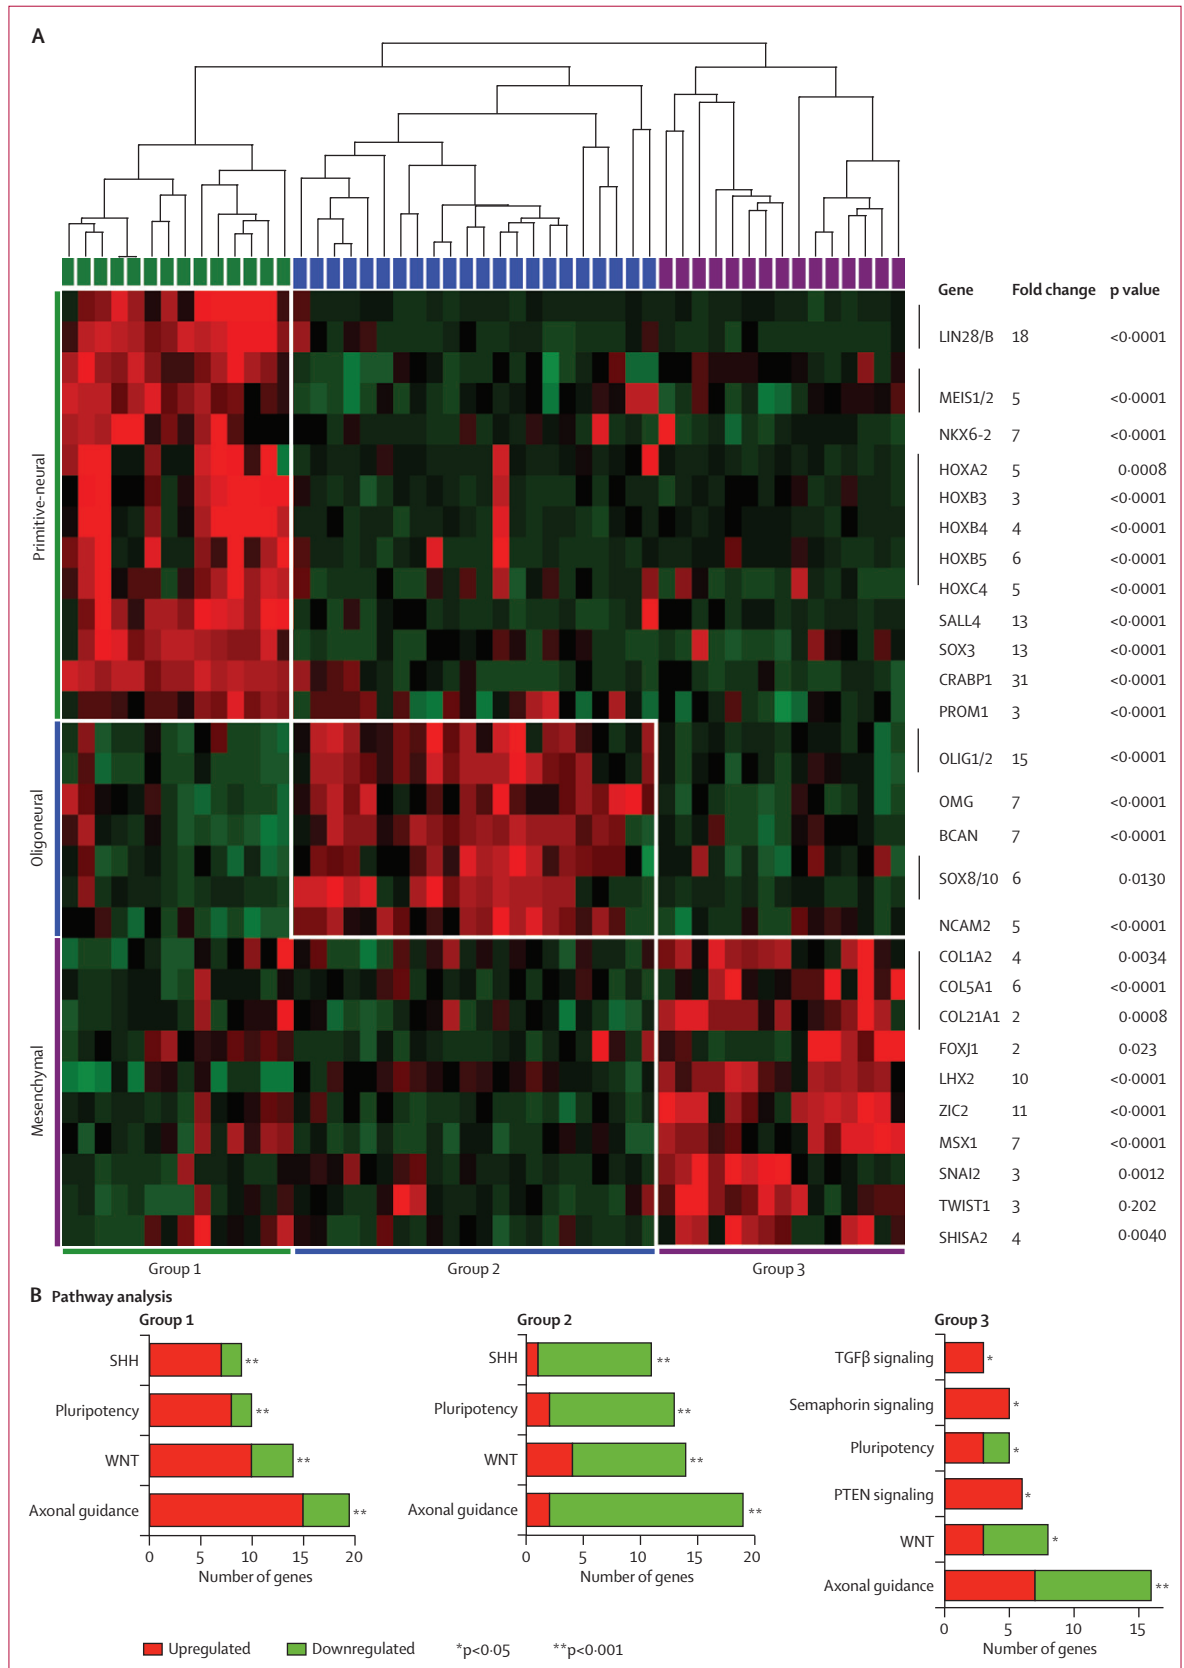 A
Gene Fold change p value
LIN28/B 18 <0·0001
MEIS1/2 5 <0·0001
NKX6-2 7 <0·0001
HOXA2 5 0·0008
HOXB3 3 <0·0001
HOXB4 4 <0·0001
HOXB5 6 <0·0001
HOXC4 5 <0·0001
SALL4 13 <0·0001
SOX3 13 <0·0001
CRABP1 31 <0·0001
PROM1 3 <0·0001
OLIG1/2 15 <0·0001
OMG 7 <0·0001
BCAN 7 <0·0001
SOX8/10 6 0·0130
NCAM2 5 <0·0001
COL1A2 4 0·0034
COL5A1 6 <0·0001
COL21A1 2 0·0008
FOXJ1 2 0·023
LHX2 10 <0·0001
ZIC2 11 <0·0001
MSX1 7 <0·0001
SNAI2 3 0·0012
TWIST1 3 0·202
SHISA2 4 0·0040
Primitive-neural
Oligoneural
Mesenchymal
Group 1 Group 2 Group 3
B Pathway analysis
Group 1
SHH **
Pluripotency **
WNT **
Axonal guidance **
0 5 10 15 20
Number of genes
Group 2
SHH **
Pluripotency **
WNT **
Axonal guidance **
0 5 10 15 20
Number of genes
Group 3
TGFβ signaling *
Semaphorin signaling *
Pluripotency *
PTEN signaling *
WNT *
Axonal guidance **
0 5 10 15
Number of genes
Upregulated Downregulated *p<0·05 **p<0·001